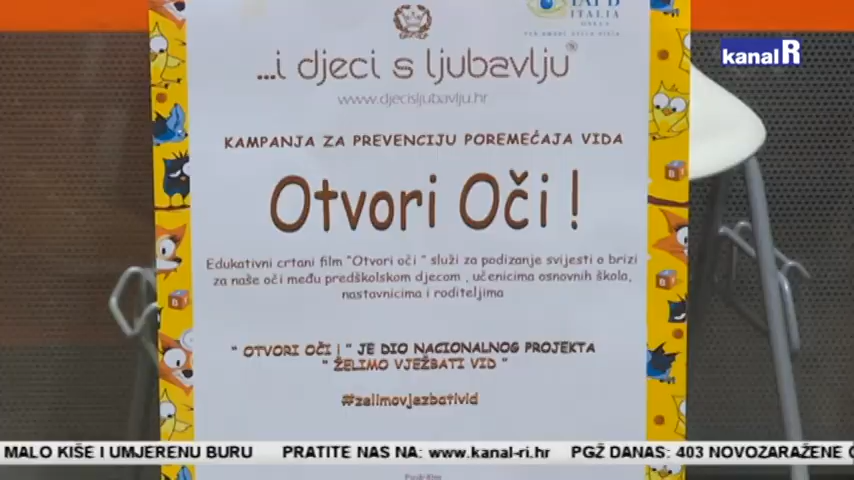 IAPB
ITALIA
ONLUS
...i djeci s ljubavlju®
www.djecisljubavlju.hr
kanal R
KAMPANJA ZA PREVENCIJU POREMEĆAJA VIDA
Otvori Oči !
Edukativni crtani film "Otvori oči " služi za podizanje svijesti o brizi
za naše oči među predškolskom djecom , učenicima osnovnih škola,
nastavnicima i roditeljima
" OTVORI OČI ! " JE DIO NACIONALNOG PROJEKTA
" ŽELIMO VJEŽBATI VID "
#zelimovjezbativid
MALO KIŠE I UMJERENU BURU PRATITE NAS NA: www.kanal-ri.hr PGŽ DANAS: 403 NOVOZARAŽENE